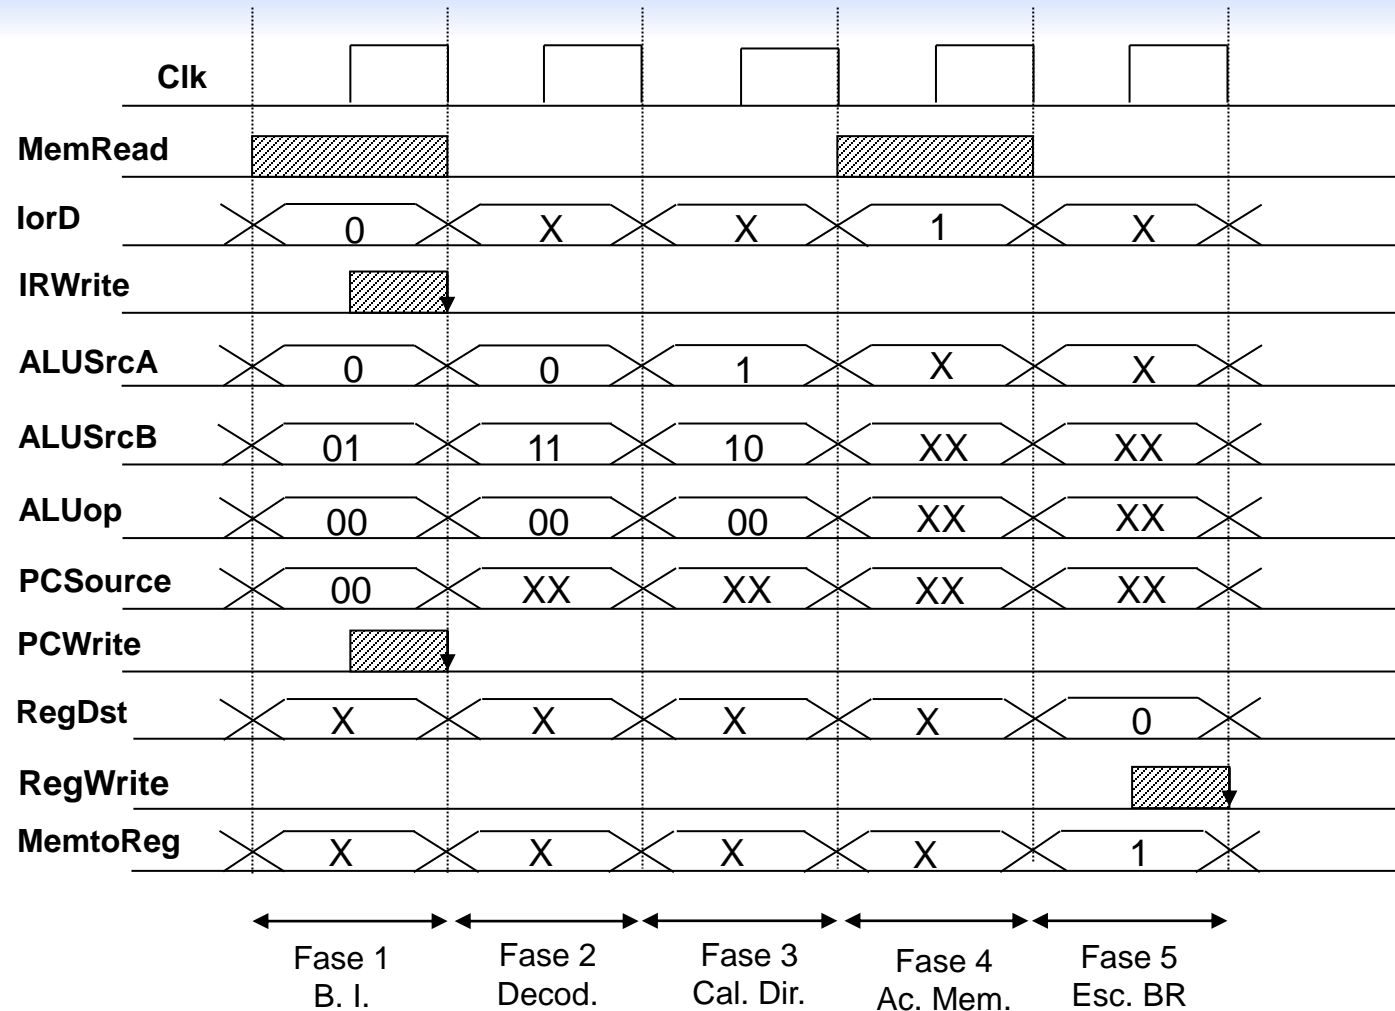 Clk
MemRead
IorD 0 X X 1 X
IRWrite
ALUSrcA 0 0 1 X X
ALUSrcB 01 11 10 XX XX
ALUop 00 00 00 XX XX
PCSource 00 XX XX XX XX
PCWrite
RegDst X X X X 0
RegWrite
MemtoReg X X X X 1
Fase 1 Fase 2 Fase 3 Fase 4 Fase 5
B. I. Decod. Cal. Dir. Ac. Mem. Esc. BR